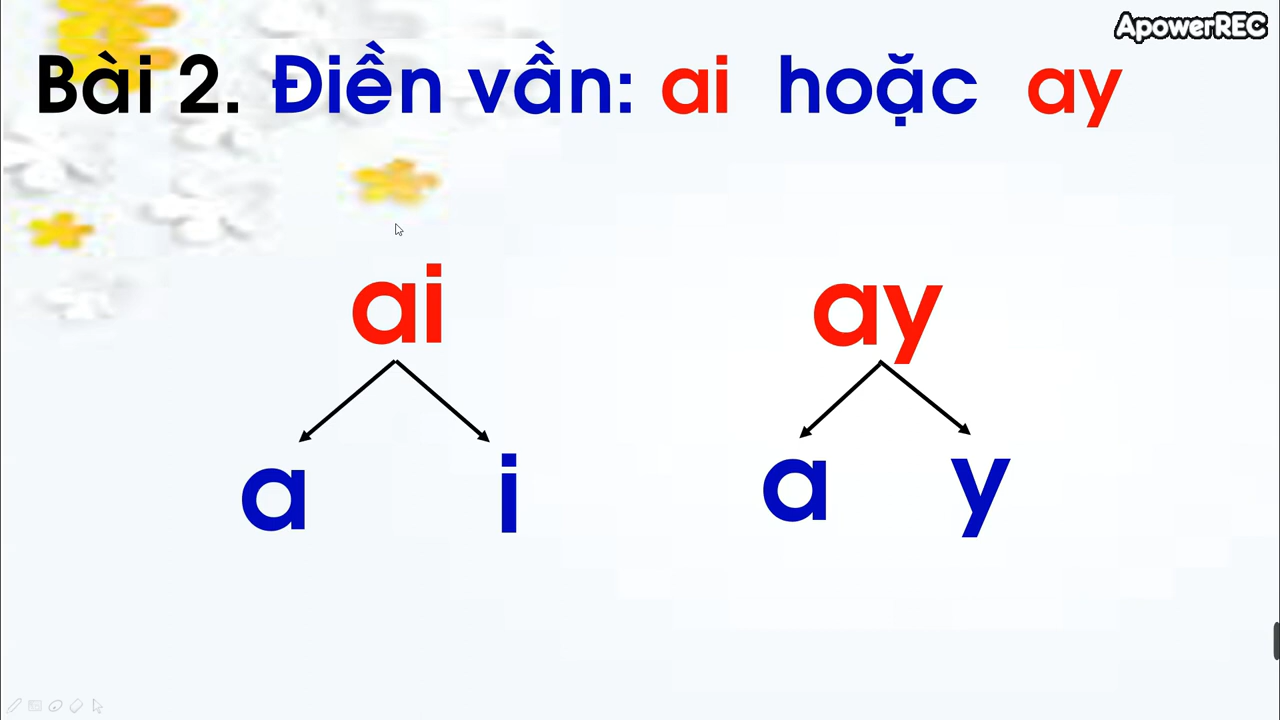 ApowerREC
Bài 2. Điền vần: ai hoặc ay
ai ay
a i a y